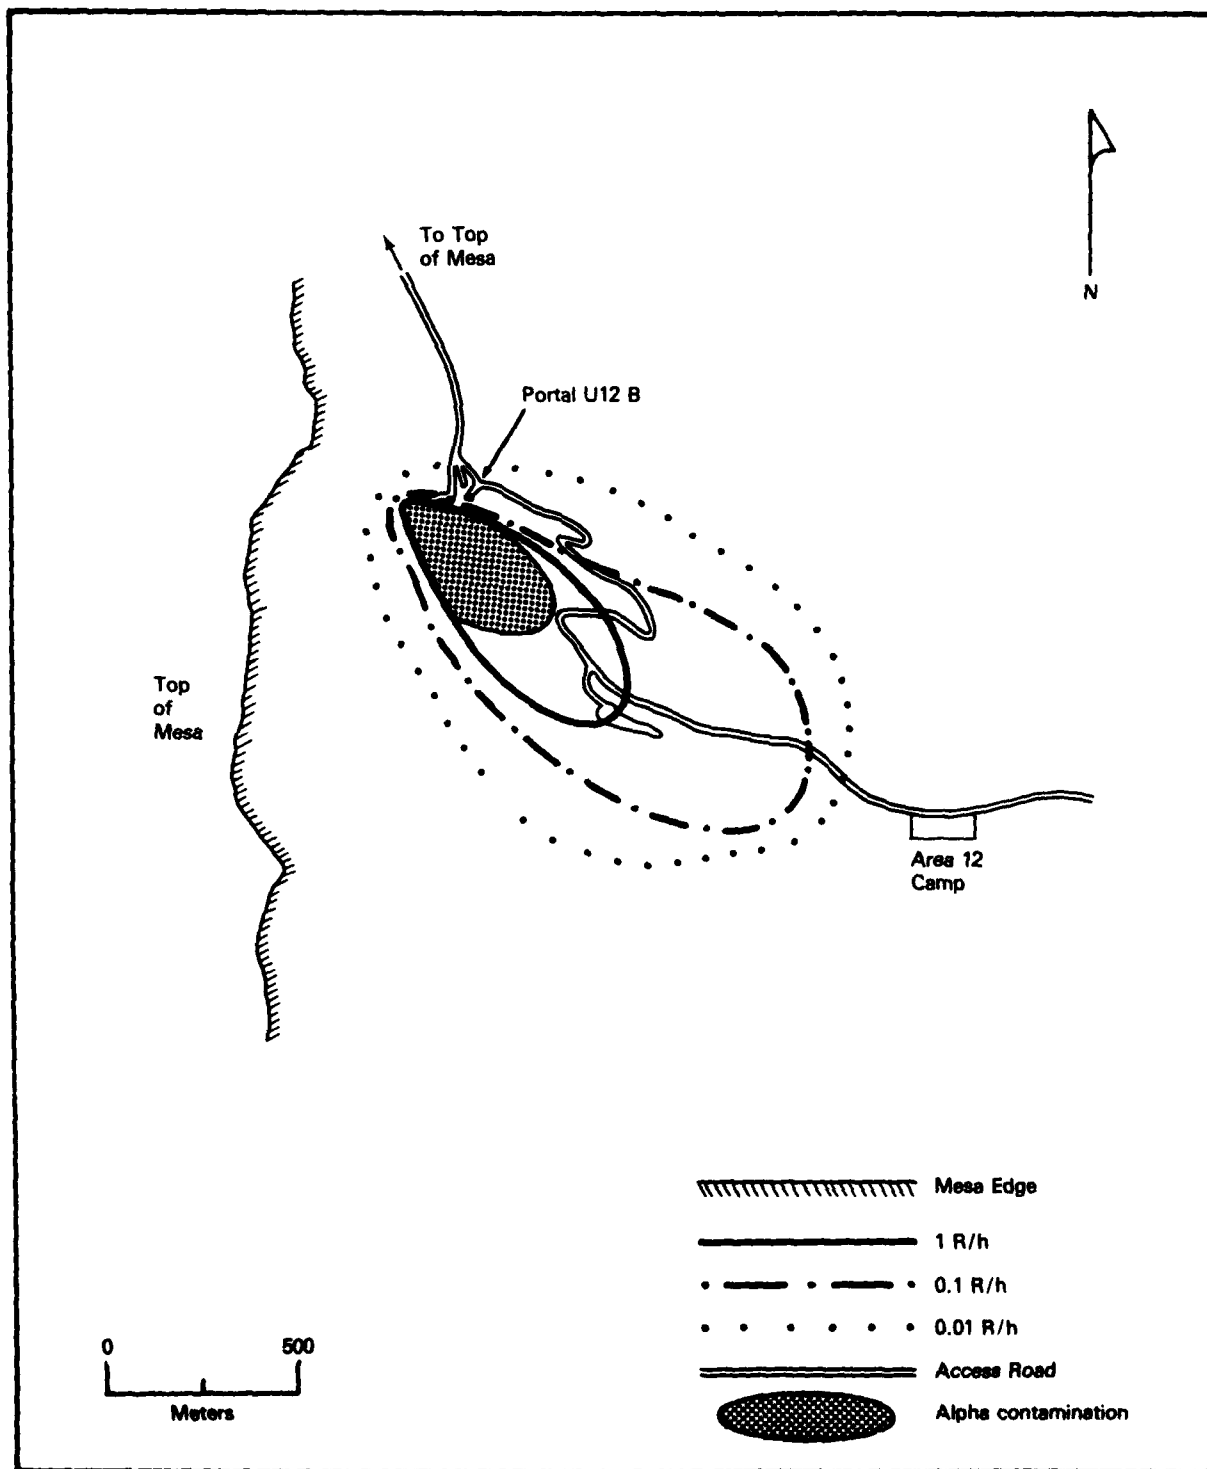 To Top
of Mesa
N
Portal U12 B
Top
of
Mesa
Area 12
Camp
Mesa Edge
1 R/h
0.1 R/h
0.01 R/h
0 500
Access Road
Meters
Alpha contamination